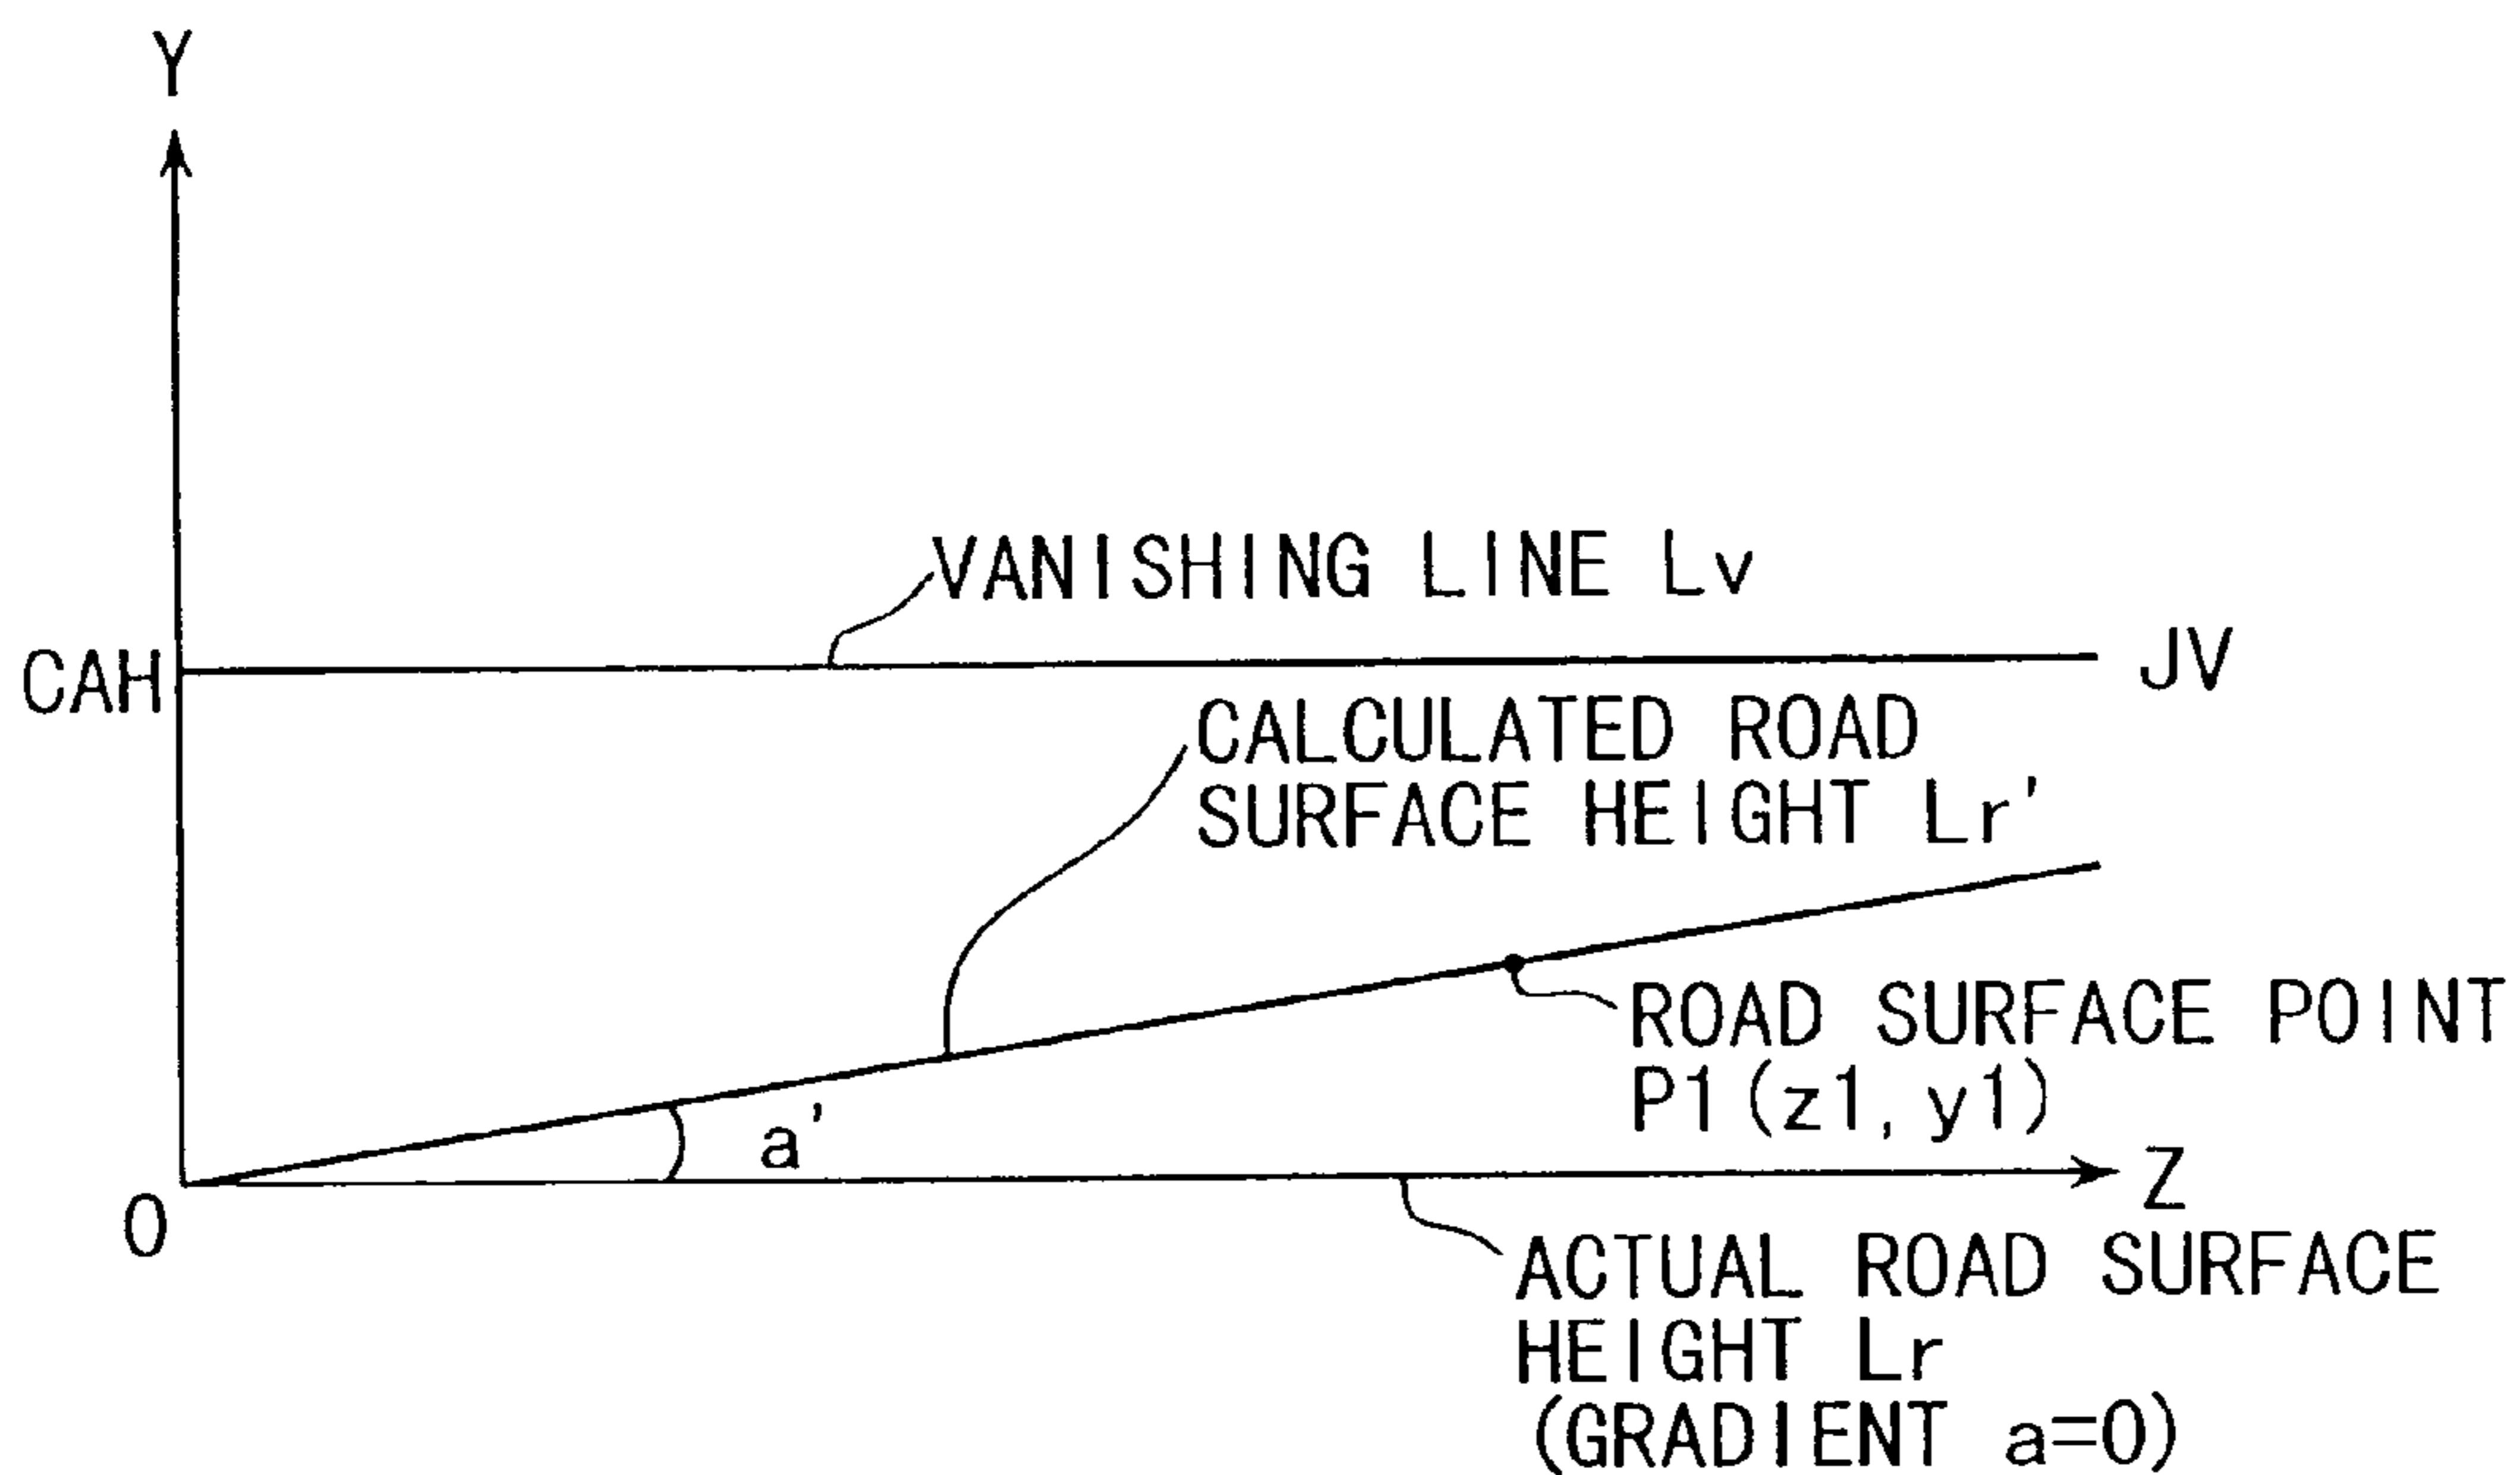 Y
VANISHING LINE Lv
CAH
JV
CALCULATED ROAD
SURFACE HEIGHT Lr'
ROAD SURFACE POINT
P1(z1, y1)
a'
Z
O
ACTUAL ROAD SURFACE
HEIGHT Lr
(GRADIENT a=0)